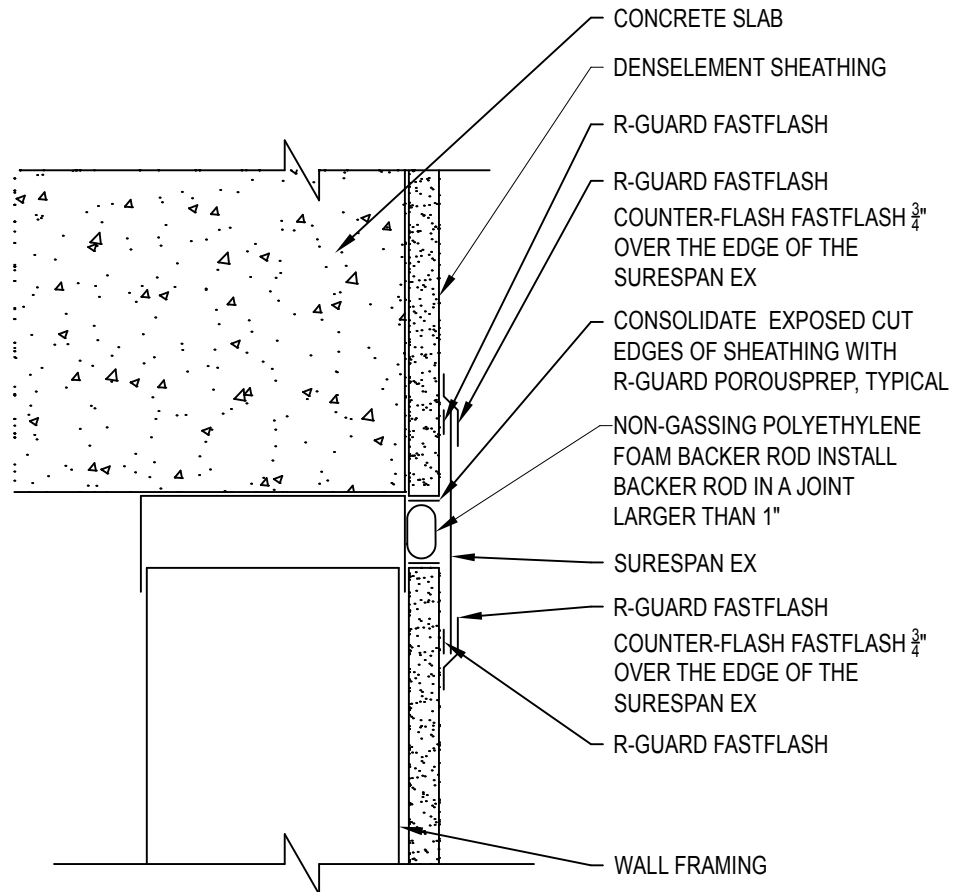 CONCRETE SLAB
DENSELEMENT SHEATHING
R-GUARD FASTFLASH
R-GUARD FASTFLASH
COUNTER-FLASH FASTFLASH 3/4"
OVER THE EDGE OF THE
SURESPAN EX
CONSOLIDATE EXPOSED CUT
EDGES OF SHEATHING WITH
R-GUARD POROUSPREP, TYPICAL
NON-GASSING POLYETHYLENE
FOAM BACKER ROD INSTALL
BACKER ROD IN A JOINT
LARGER THAN 1"
SURESPAN EX
R-GUARD FASTFLASH
COUNTER-FLASH FASTFLASH 3/4"
OVER THE EDGE OF THE
SURESPAN EX
R-GUARD FASTFLASH
WALL FRAMING